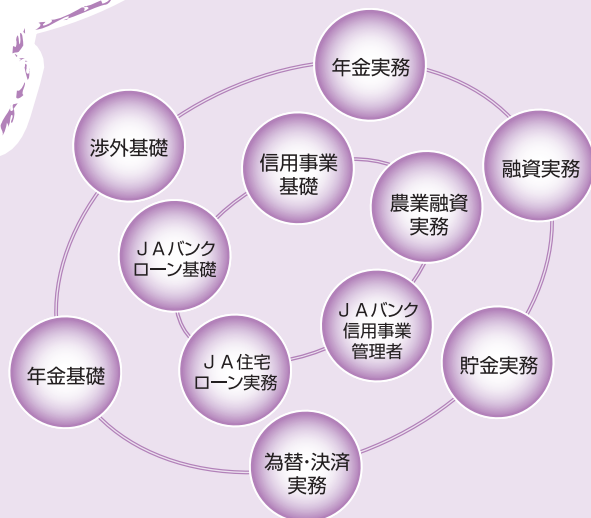 年金実務
渉外基礎
信用事業
基礎
融資実務
農業融資
実務
JAバンク
ローン基礎
JAバンク
信用事業
管理者
JA住宅
ローン実務
貯金実務
年金基礎
為替・決済
実務